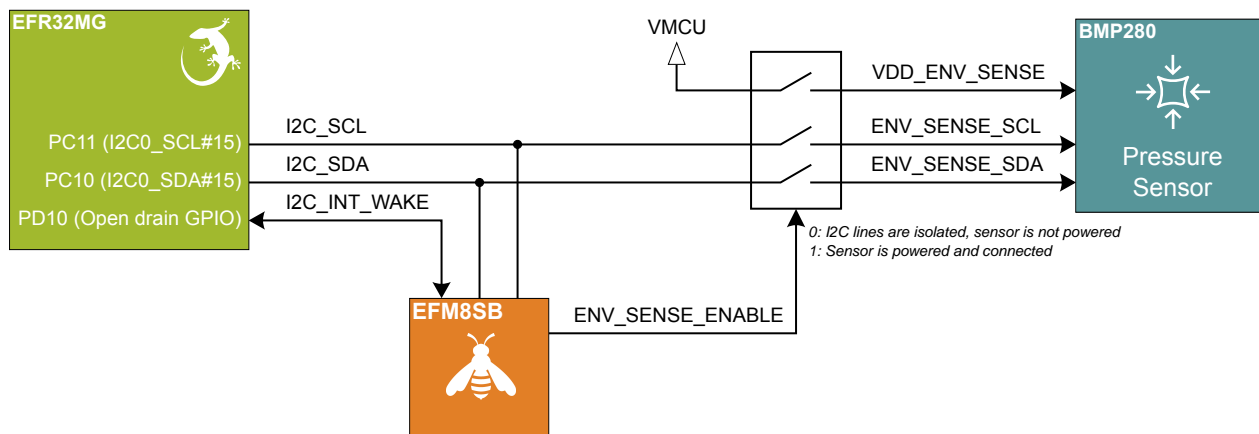 EFR32MG
PC11 (I2C0_SCL#15)
PC10 (I2C0_SDA#15)
PD10 (Open drain GPIO)
I2C_SCL
I2C_SDA
I2C_INT_WAKE
EFM8SB
ENV_SENSE_ENABLE
VMCU
VDD_ENV_SENSE
ENV_SENSE_SCL
ENV_SENSE_SDA
0: I2C lines are isolated, sensor is not powered
1: Sensor is powered and connected
BMP280
Pressure
Sensor